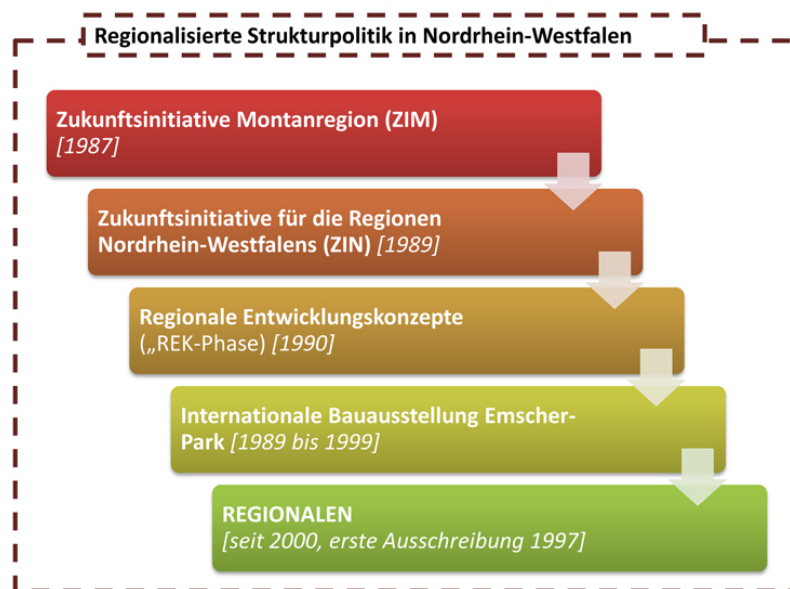 Regionalisierte Strukturpolitik in Nordrhein-Westfalen
Zukunftsinitiative Montanregion (ZIM)
[1987]
Zukunftsinitiative für die Regionen
Nordrhein-Westfalens (ZIN) [1989]
Regionale Entwicklungskonzepte
(„REK-Phase) [1990]
Internationale Bauausstellung Emscher-
Park [1989 bis 1999]
REGIONALEN
[seit 2000, erste Ausschreibung 1997]